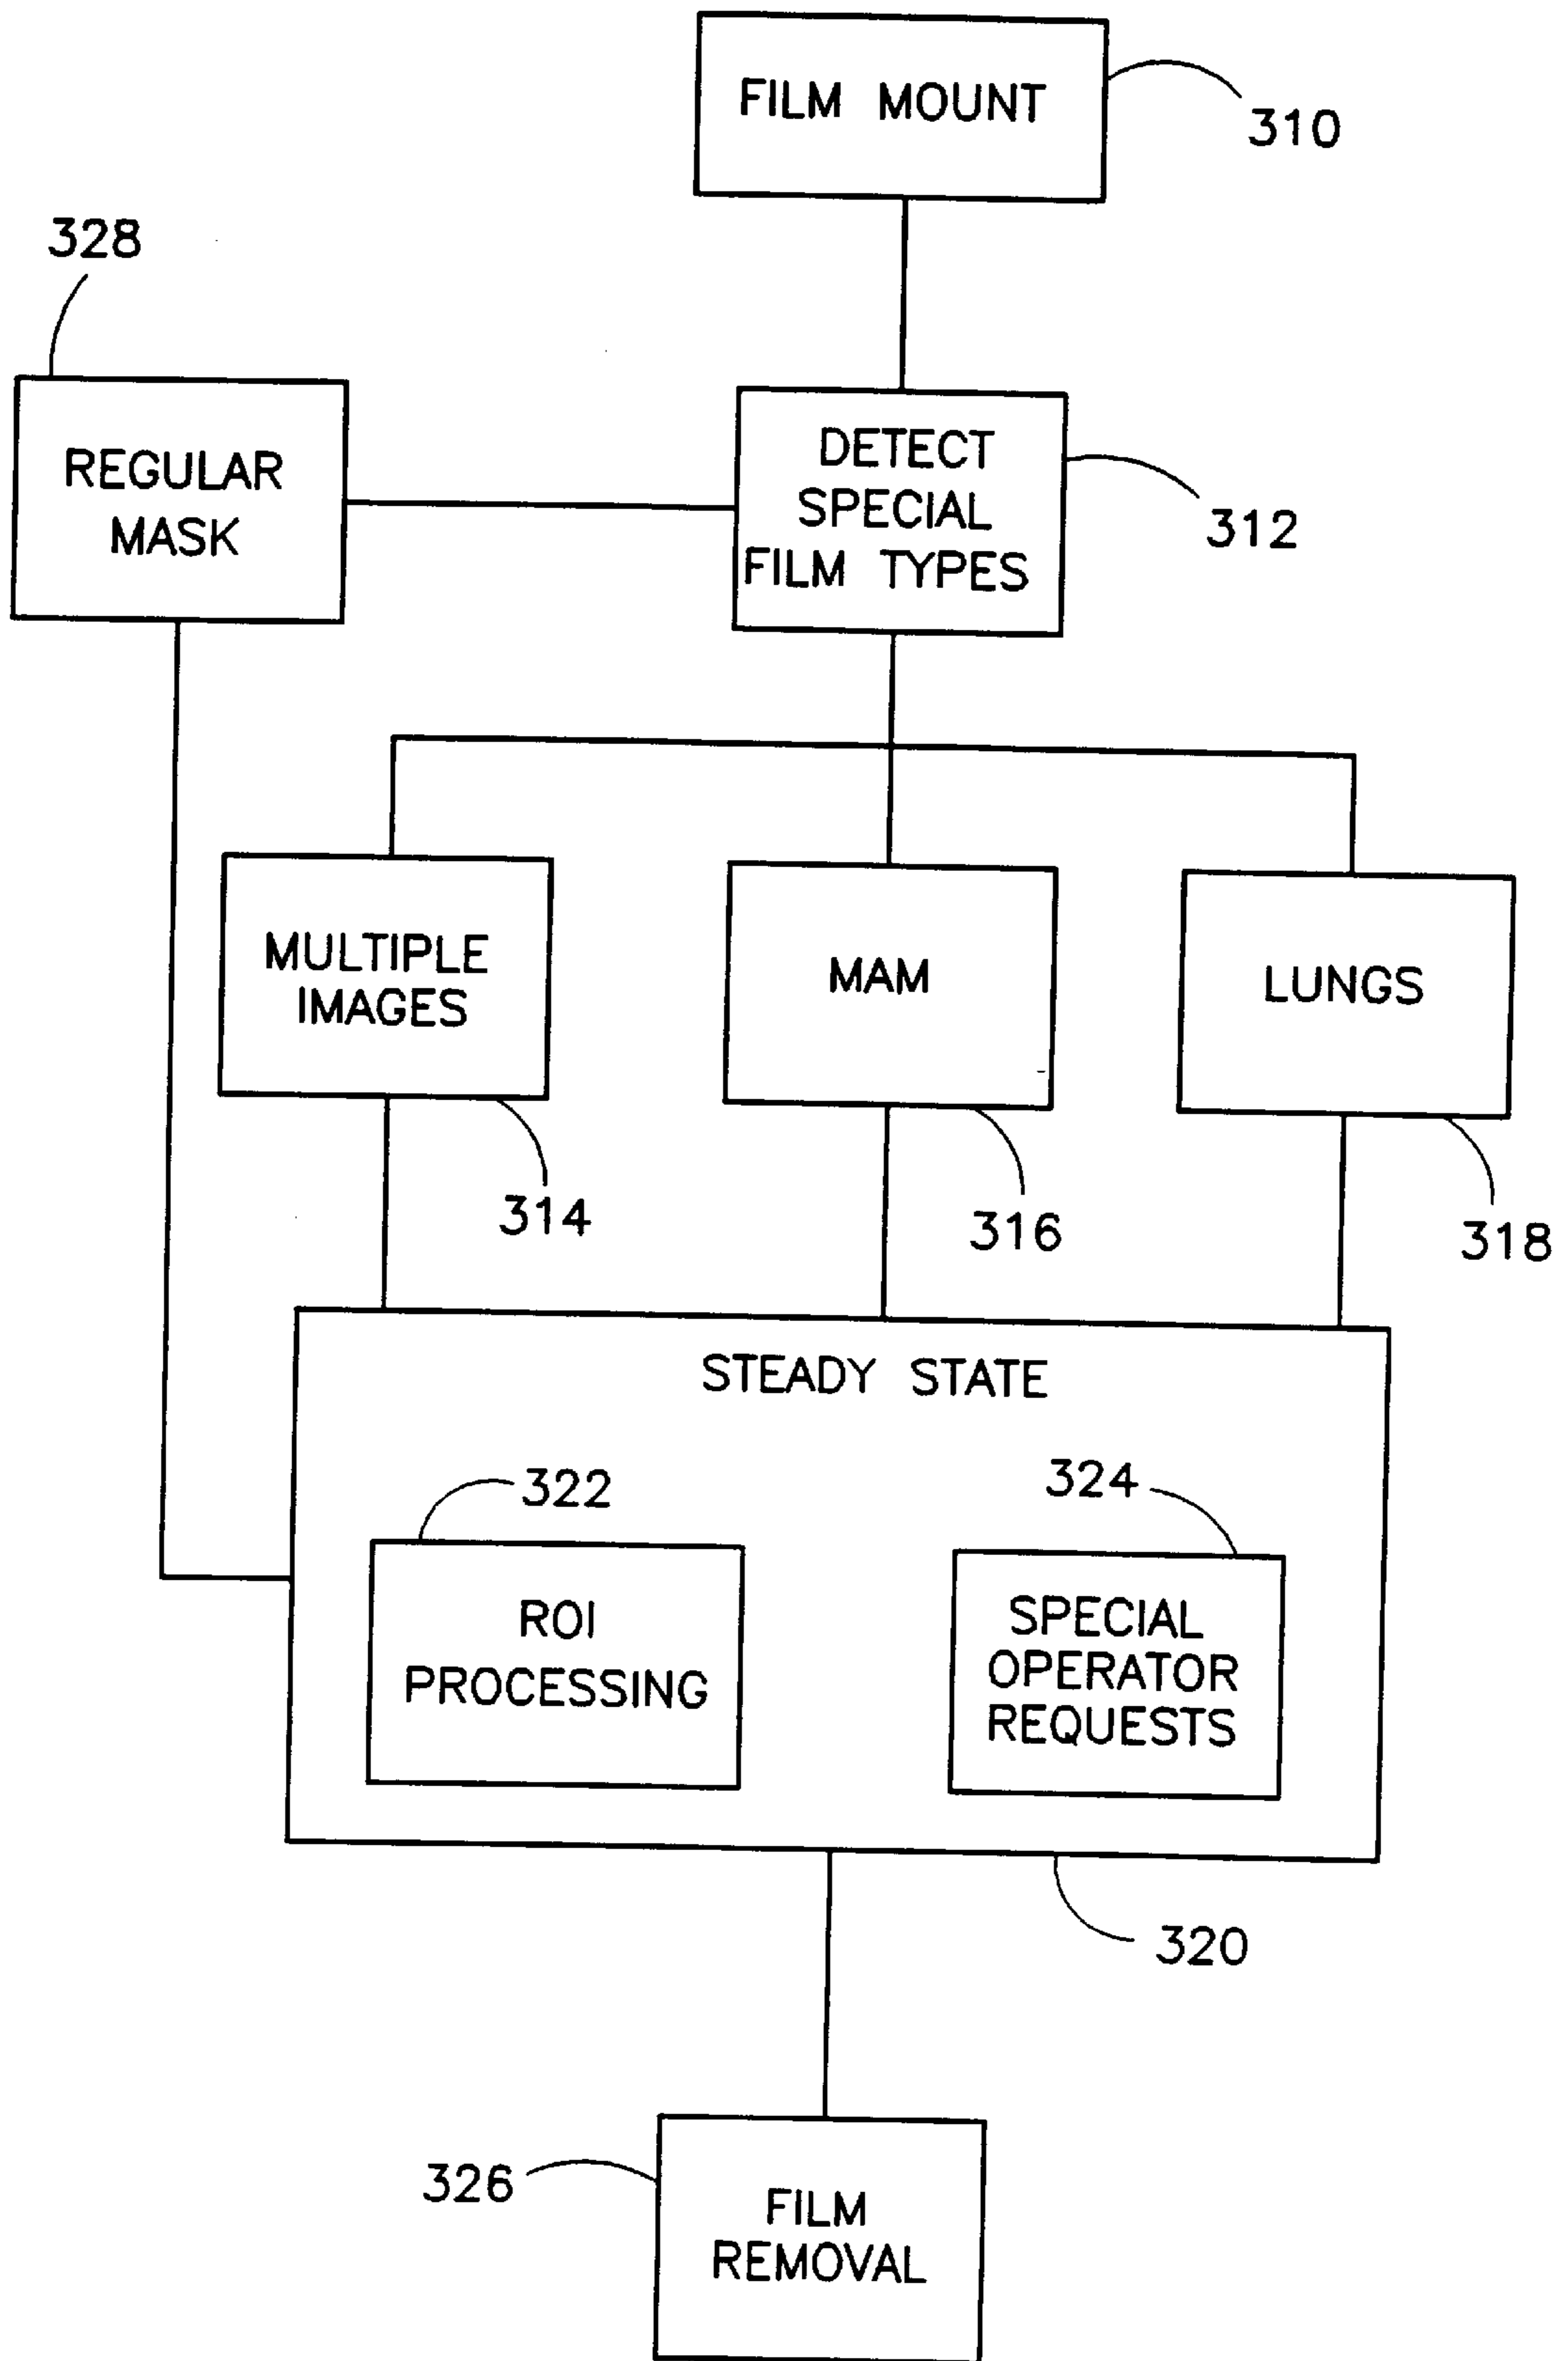 FILM MOUNT
310
328
REGULAR
MASK
DETECT
SPECIAL
FILM TYPES
312
MULTIPLE
IMAGES
MAM
LUNGS
314
316
318
STEADY STATE
322
324
ROI
PROCESSING
SPECIAL
OPERATOR
REQUESTS
320
326
FILM
REMOVAL